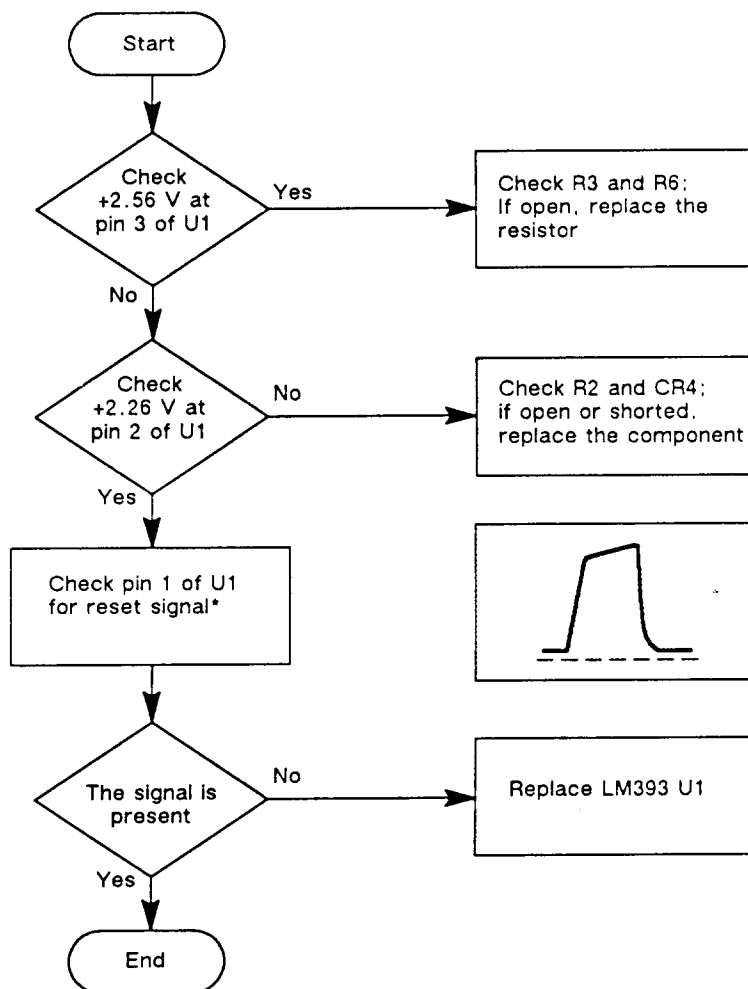 Start
Check
+2.56 V at
pin 3 of U1
Yes
Check R3 and R6;
If open, replace the
resistor
No
Check
+2.26 V at
pin 2 of U1
No
Check R2 and CR4;
if open or shorted,
replace the component
Yes
Check pin 1 of U1
for reset signal*
The signal is
present
No
Replace LM393 U1
Yes
End